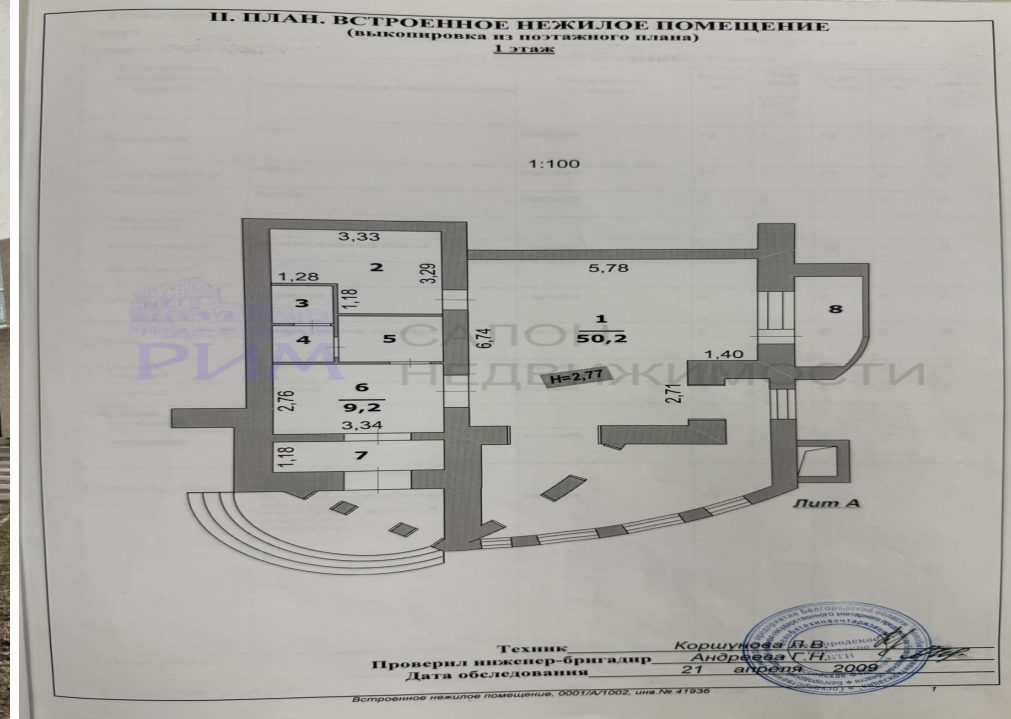 II. ПЛАН. ВСТРОЕННОЕ НЕЖИЛОЕ ПОМЕЩЕНИЕ
(выкопировка из поэтажного плана)
1 этаж
1:100
3,33
2
3,29
5,78
1,28
1,18
3
8
1
50,2
4
5
6,74
САЛОН
РИМ
НЕДВИЖИМОСТИ
1,40
Н=2,77
6
9,2
2,76
2,71
3,34
7
1,18
Лит А
Техник Коршунова Л.В.
Проверил инженер-бригадир Андреева Г.Н.
Дата обследования 21 апреля 2009
Встроенное нежилое помещение, 0001/А/1002, инв.№ 41936
1